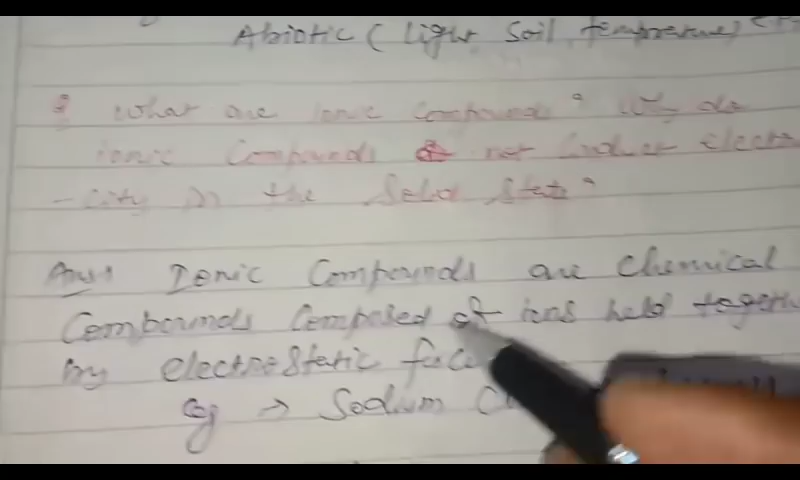 Abiotic ( Light Soil temperature)
Q What are ionic compounds? Why do
ionic compounds not conduct electri
-city in the Solid State?
Ans: Ionic Compounds are Chemical
Compounds Composed of ions held togeth
by electrostatic
eg → Sodium